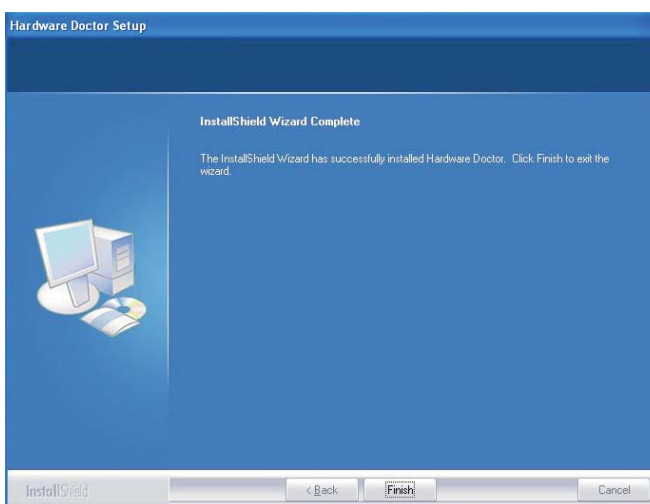 Hardware Doctor Setup
InstallShield Wizard Complete
The InstallShield Wizard has successfully installed Hardware Doctor. Click Finish to exit the
wizard.
InstallShield
< Back Finish Cancel